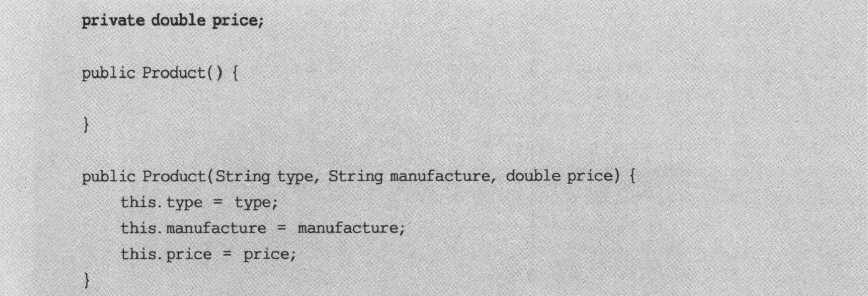 private double price;
public Product() {
}
public Product(String type, String manufacture, double price) {
this.type = type;
this.manufacture = manufacture;
this.price = price;
}